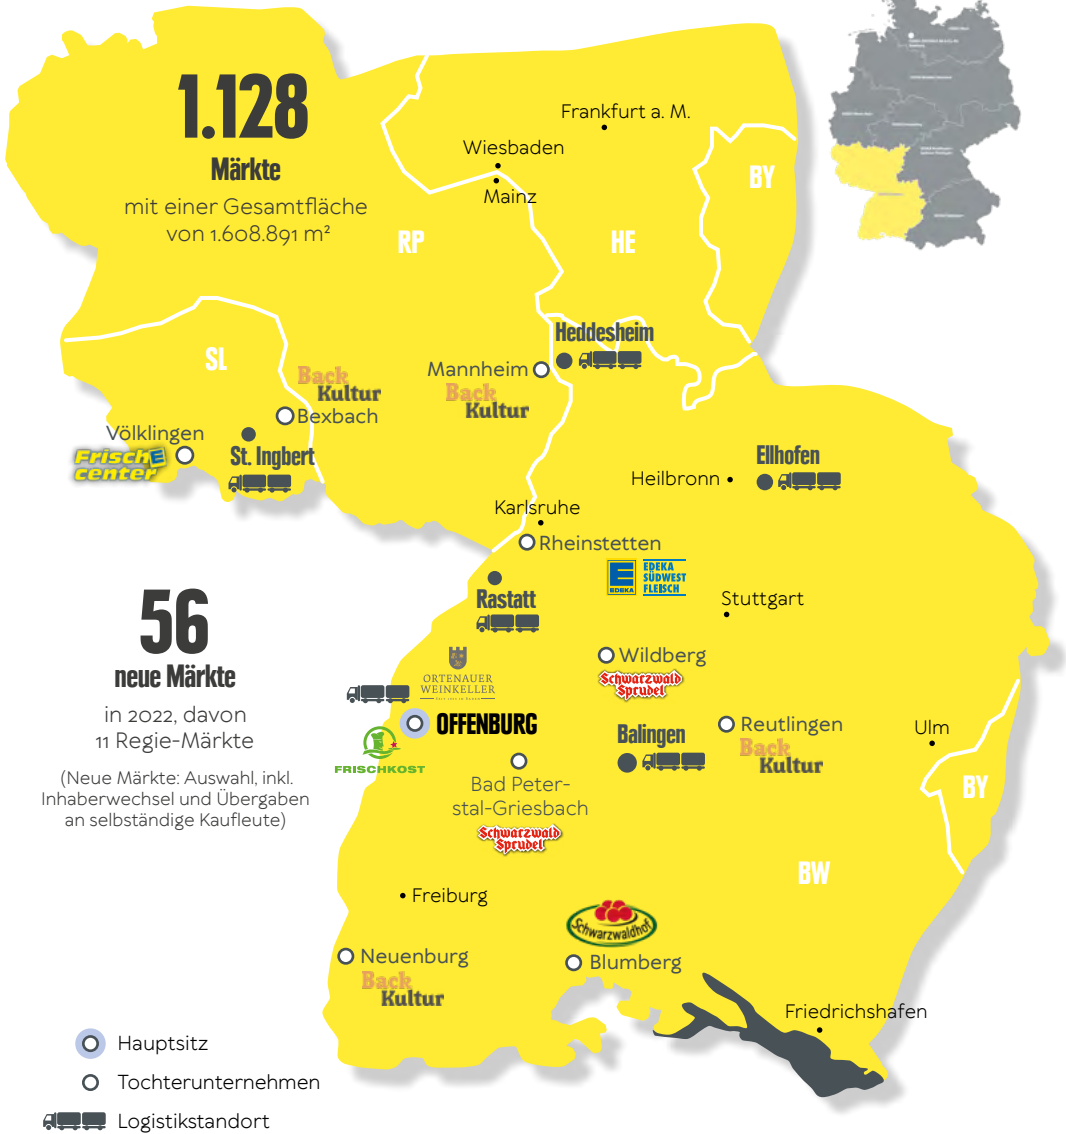 1.128
Märkte
mit einer Gesamtfläche
von 1.608.891 m²
Frankfurt a. M.
Wiesbaden
Mainz
BY
RP
HE
SL
Heddesheim
Mannheim
Back
Kultur
Back
Kultur
Bexbach
Völklingen
FrischE
center
St. Ingbert
Ellhofen
Heilbronn
Karlsruhe
Rheinstetten
E
EDEKA
EDEKA
SÜDWEST
FLEISCH
Rastatt
Stuttgart
56
neue Märkte
in 2022, davon
11 Regie-Märkte
(Neue Märkte: Auswahl, inkl.
Inhaberwechsel und Übergaben
an selbständige Kaufleute)
ORTENAUER
WEINKELLER
Wildberg
Schwarzwald
Sprudel
OFFENBURG
FRISCHKOST
Balingen
Reutlingen
Back
Kultur
Ulm
BY
Bad Peter-
stal-Griesbach
Schwarzwald
Sprudel
BW
Freiburg
Schwarzwaldhof
Neuenburg
Back
Kultur
Blumberg
Friedrichshafen
Hauptsitz
Tochterunternehmen
Logistikstandort